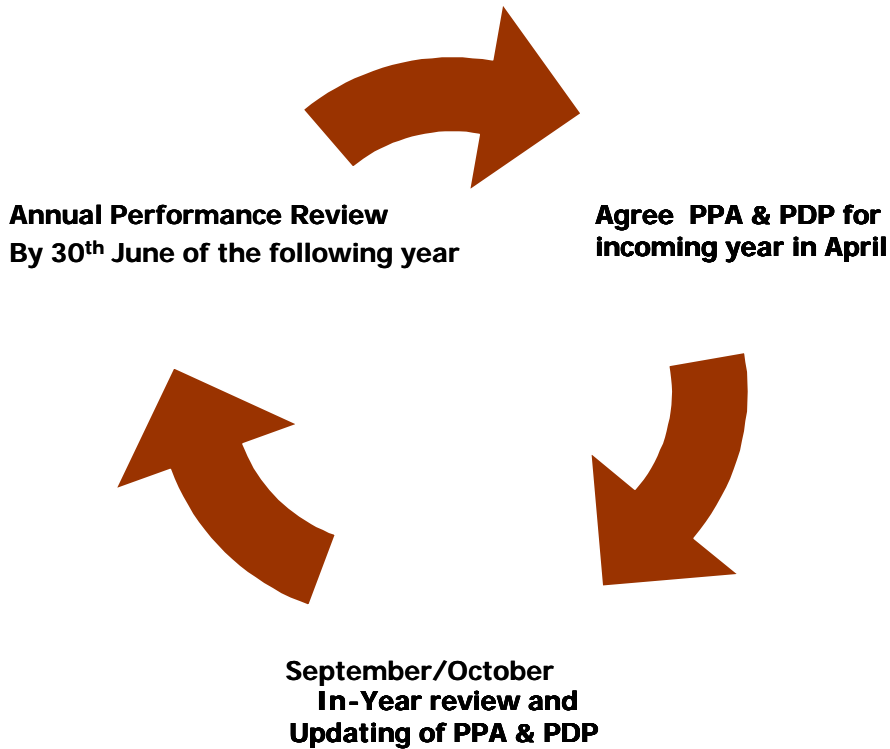 Annual Performance Review
By 30th June of the following year
Agree PPA & PDP for
incoming year in April
September/October
In-Year review and
Updating of PPA & PDP